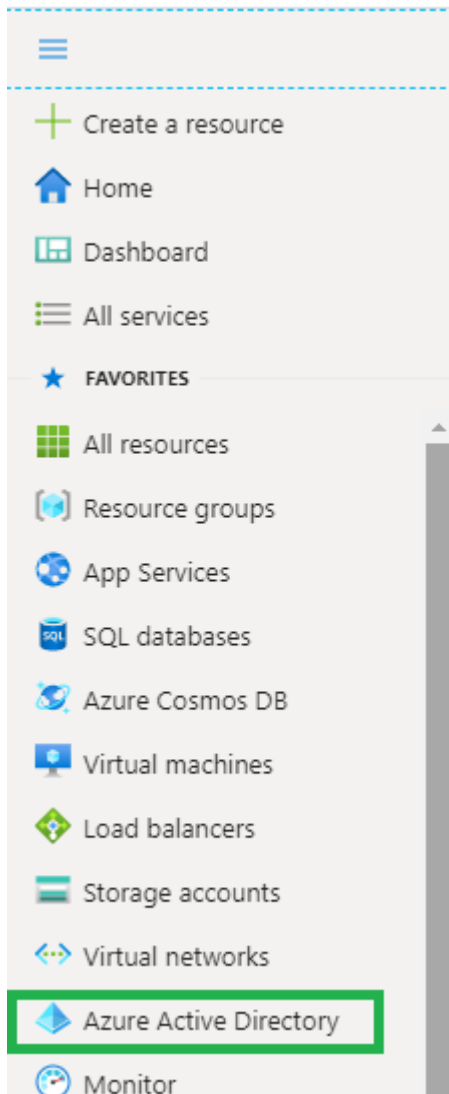 Create a resource
Home
Dashboard
All services
FAVORITES
All resources
Resource groups
App Services
SQL
SQL databases
Azure Cosmos DB
Virtual machines
Load balancers
Storage accounts
Virtual networks
Azure Active Directory
Monitor